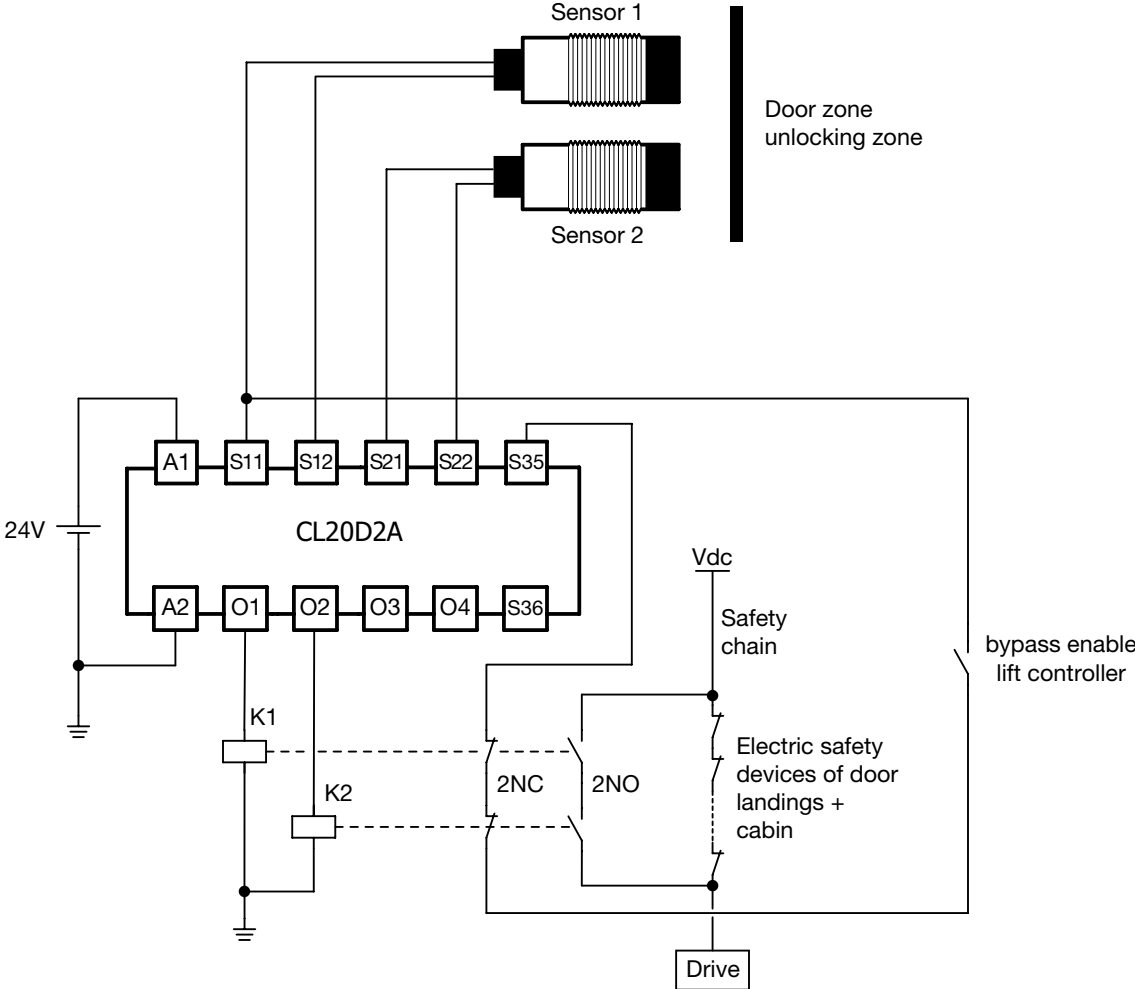 Sensor 1
Door zone
unlocking zone
Sensor 2
A1
S11
S12
S21
S22
S35
24V
CL20D2A
A2
O1
O2
O3
O4
S36
Vdc
Safety
chain
bypass enable
lift controller
K1
K2
2NC
2NO
Electric safety
devices of door
landings +
cabin
Drive